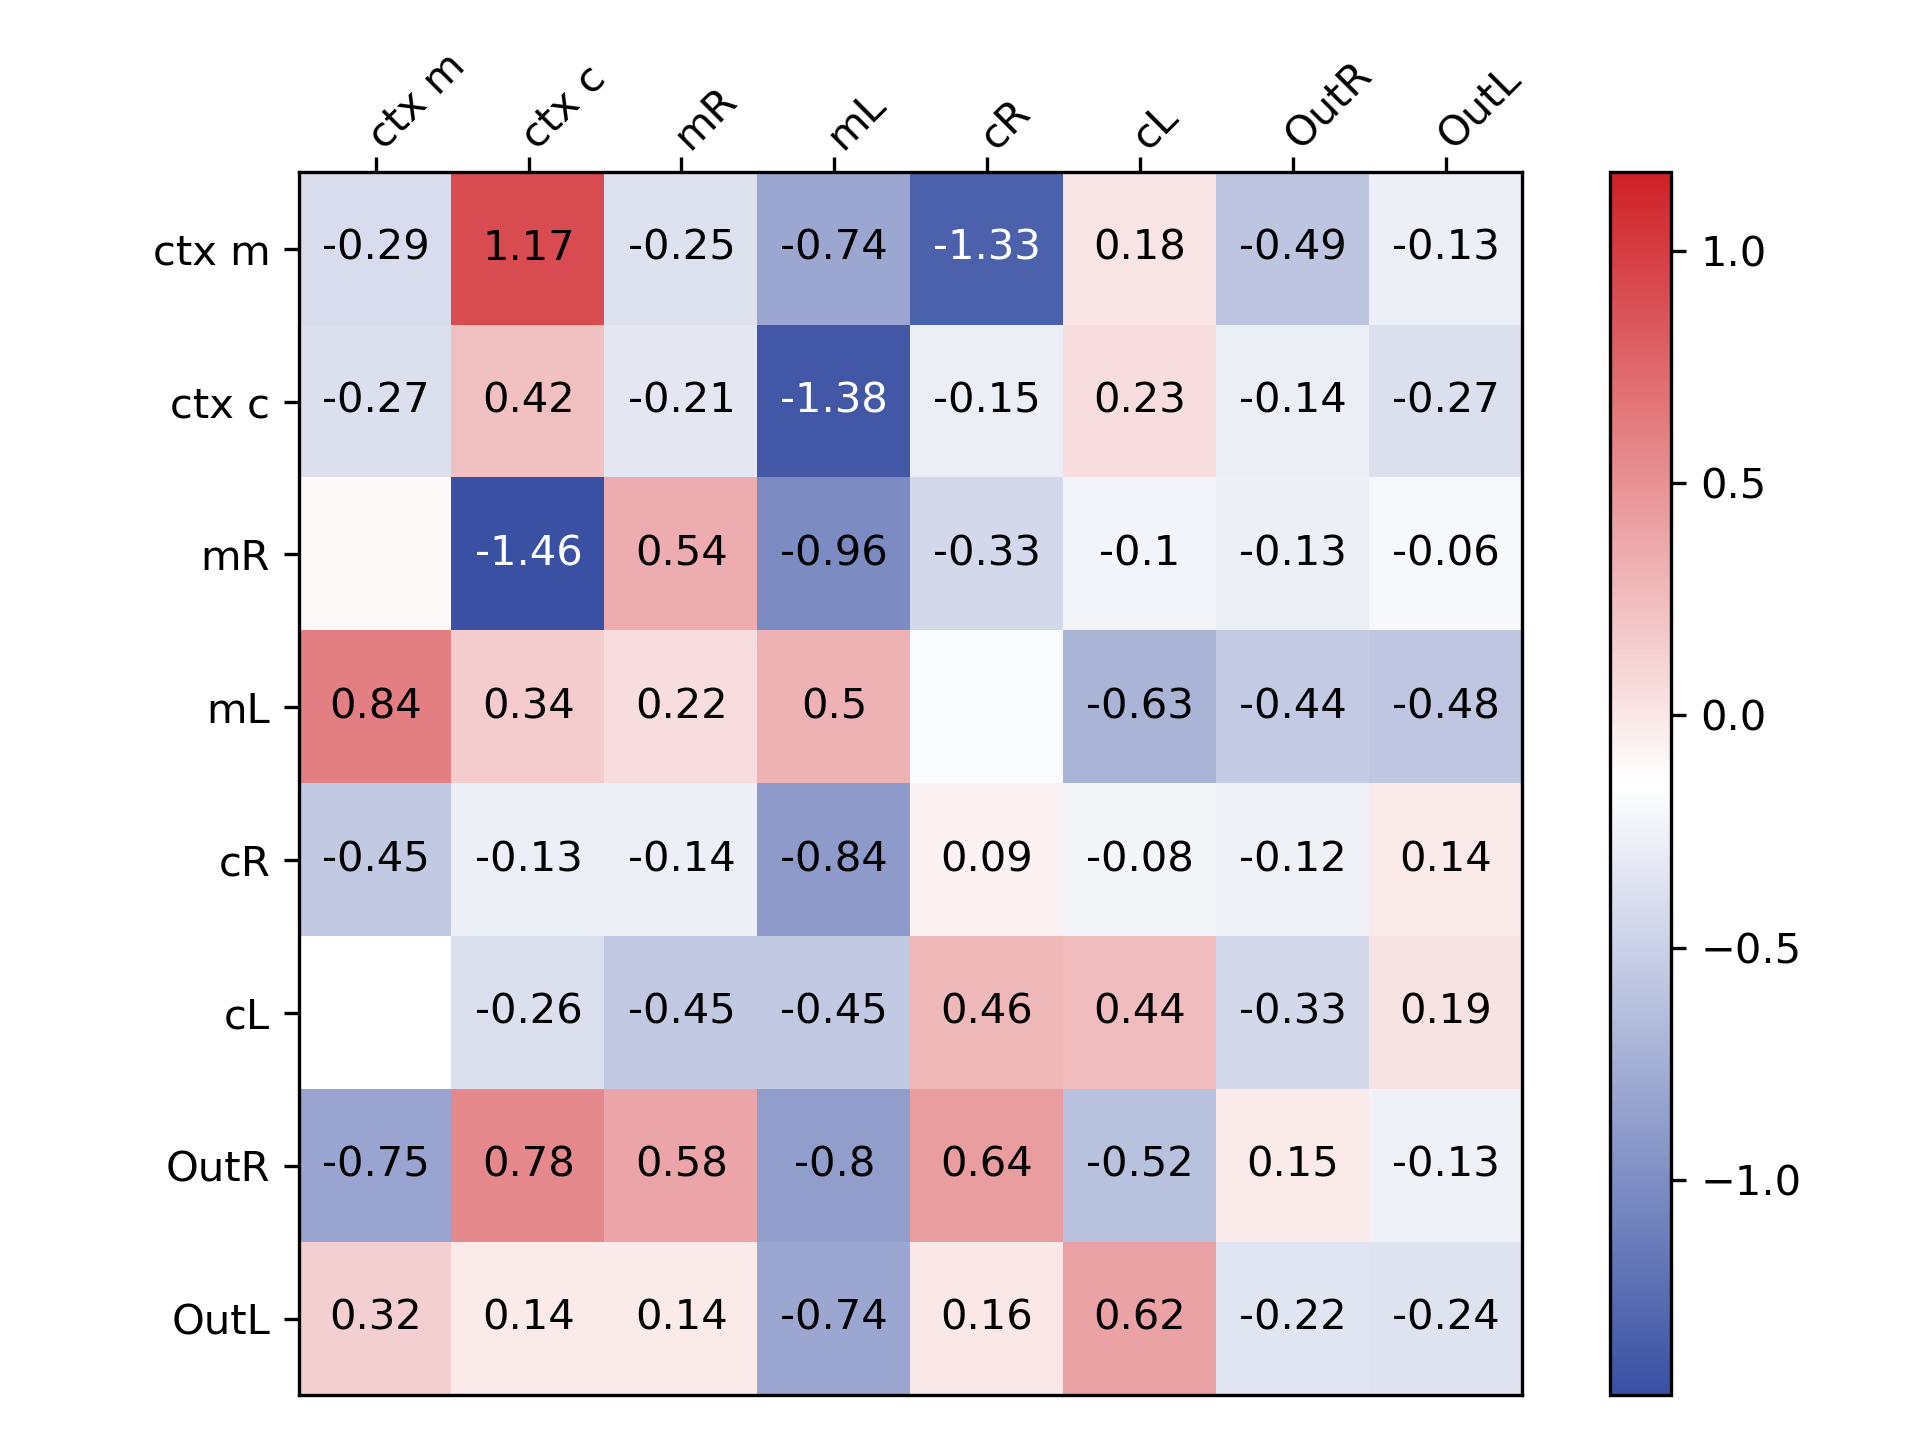 ctx m ctx c mR mL cR cL OutR OutL
ctx m -0.29 1.17 -0.25 -0.74 -1.33 0.18 -0.49 -0.13
ctx c -0.27 0.42 -0.21 -1.38 -0.15 0.23 -0.14 -0.27
mR -1.46 0.54 -0.96 -0.33 -0.1 -0.13 -0.06
mL 0.84 0.34 0.22 0.5 -0.63 -0.44 -0.48
cR -0.45 -0.13 -0.14 -0.84 0.09 -0.08 -0.12 0.14
cL -0.26 -0.45 -0.45 0.46 0.44 -0.33 0.19
OutR -0.75 0.78 0.58 -0.8 0.64 -0.52 0.15 -0.13
OutL 0.32 0.14 0.14 -0.74 0.16 0.62 -0.22 -0.24
1.0
0.5
0.0
−0.5
−1.0